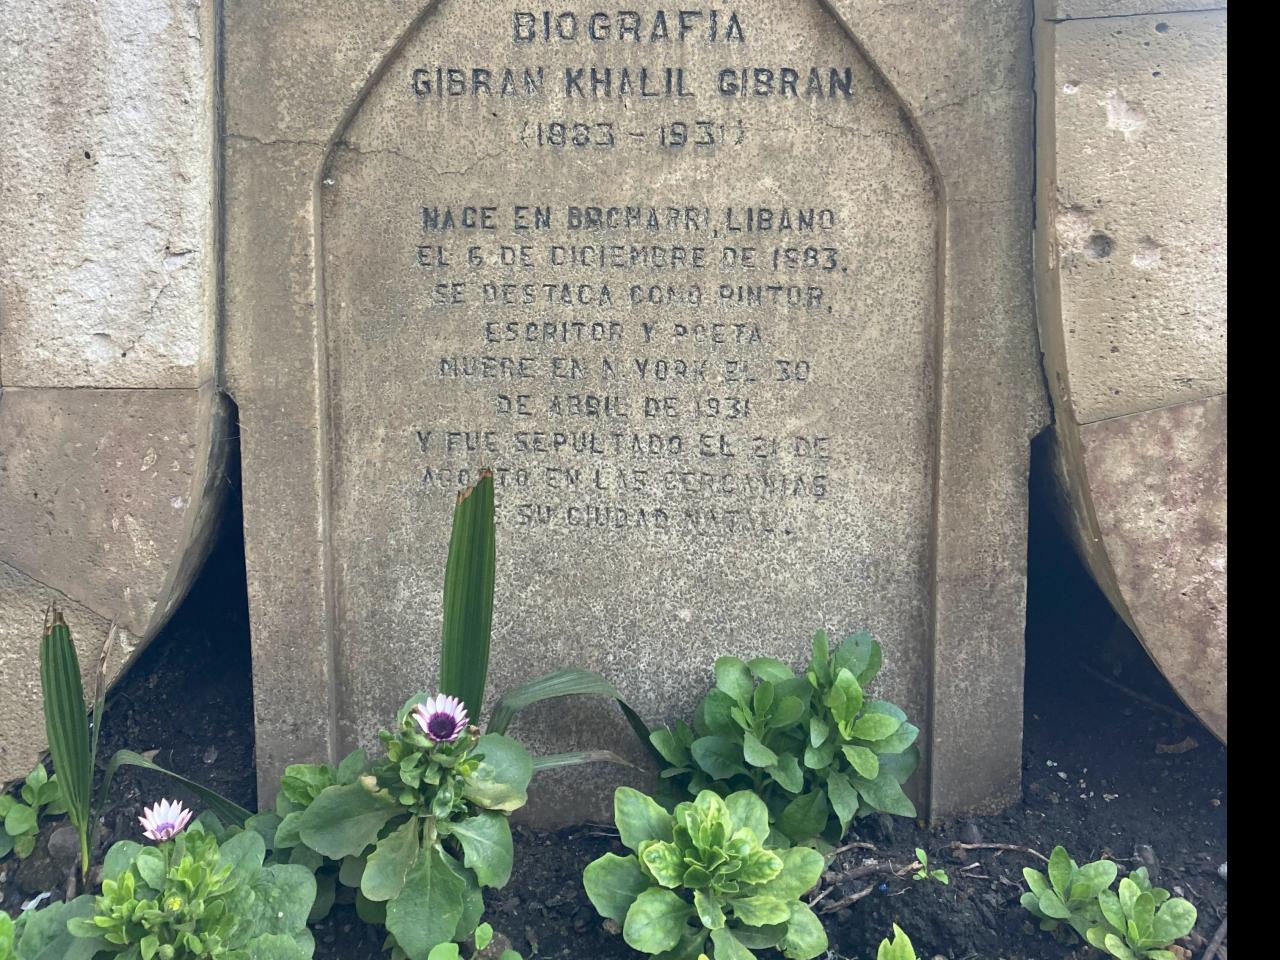 BIOGRAFIA
GIBRAN KHALIL GIBRAN
(1883 - 1931)
NACE EN BBCHARRI, LIBANO
EL 6 DE DICIEMBRE DE 1883.
SE DESTACA COMO PINTOR,
ESCRITOR Y POETA
MUERE EN N. YORK EL 30
DE ABRIL DE 1931
Y FUE SEPULTADO EL 21 DE
AGOSTO EN LAS CERCANIAS
SU CIUDAD NATAL.